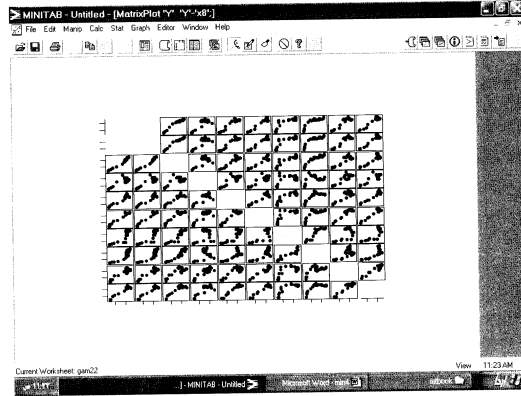 MINITAB - Untitled - [MatrixPlot "Y" "Y"-'x8';]
File Edit Manip Calc Stat Graph Editor Window Help
Current Worksheet: gam22
View 11:23 AM
...] - MINITAB - Untitled
Microsoft Word - minit